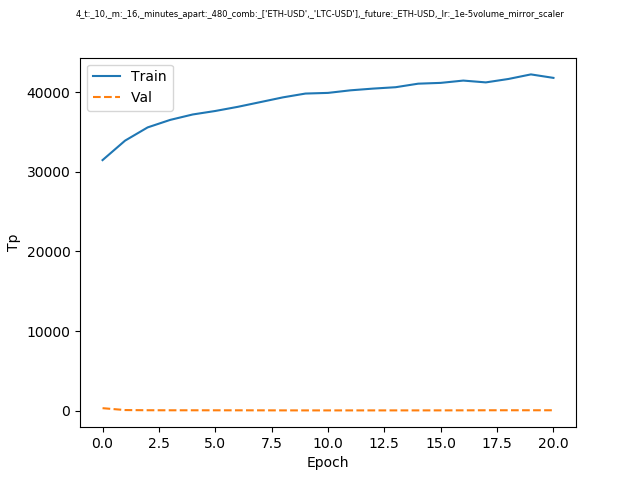 4_t:_10,_m:_16,_minutes_apart:_480_comb:_['ETH-USD',_'LTC-USD'],_future:_ETH-USD,_lr:_1e-5volume_mirror_scaler
Train
Val
40000
30000
20000
10000
0
Tp
0.0 2.5 5.0 7.5 10.0 12.5 15.0 17.5 20.0
Epoch